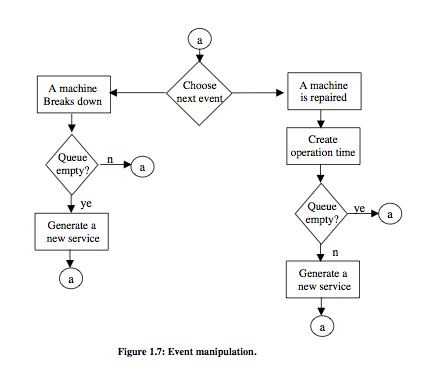 a
Choose
next event
A machine
Breaks down
A machine
is repaired
Create
operation time
Queue
empty?
n
a
ye
Generate a
new service
a
Queue
empty?
ye
a
n
Generate a
new service
a
Figure 1.7: Event manipulation.